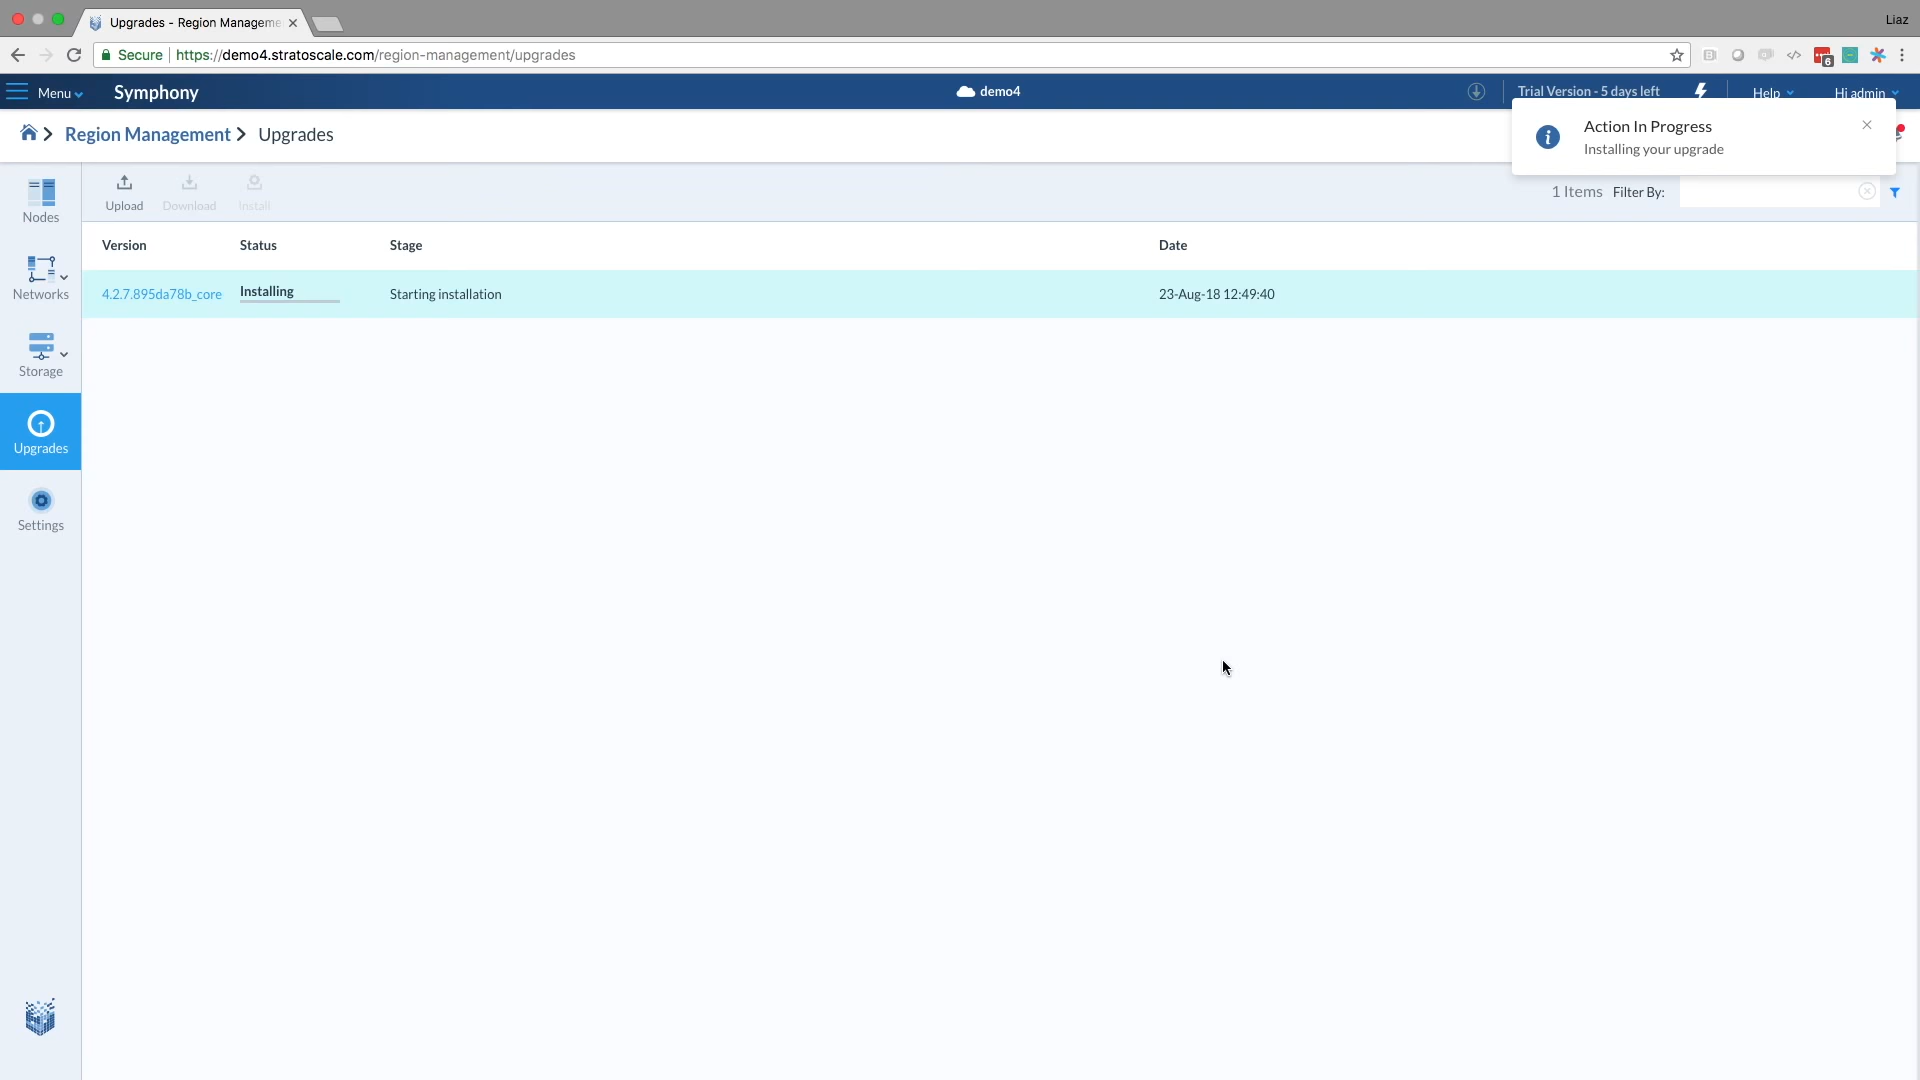 Upgrades - Region Manageme
Liaz
Secure https://demo4.stratoscale.com/region-management/upgrades
6
Menu Symphony demo4 Trial Version - 5 days left Help Hi admin
Region Management Upgrades
Action In Progress
Installing your upgrade
Upload Download Install
1 Items Filter By:
Nodes
Networks
Storage
Upgrades
Settings
Version Status Stage Date
4.2.7.895da78b_core Installing Starting installation 23-Aug-18 12:49:40